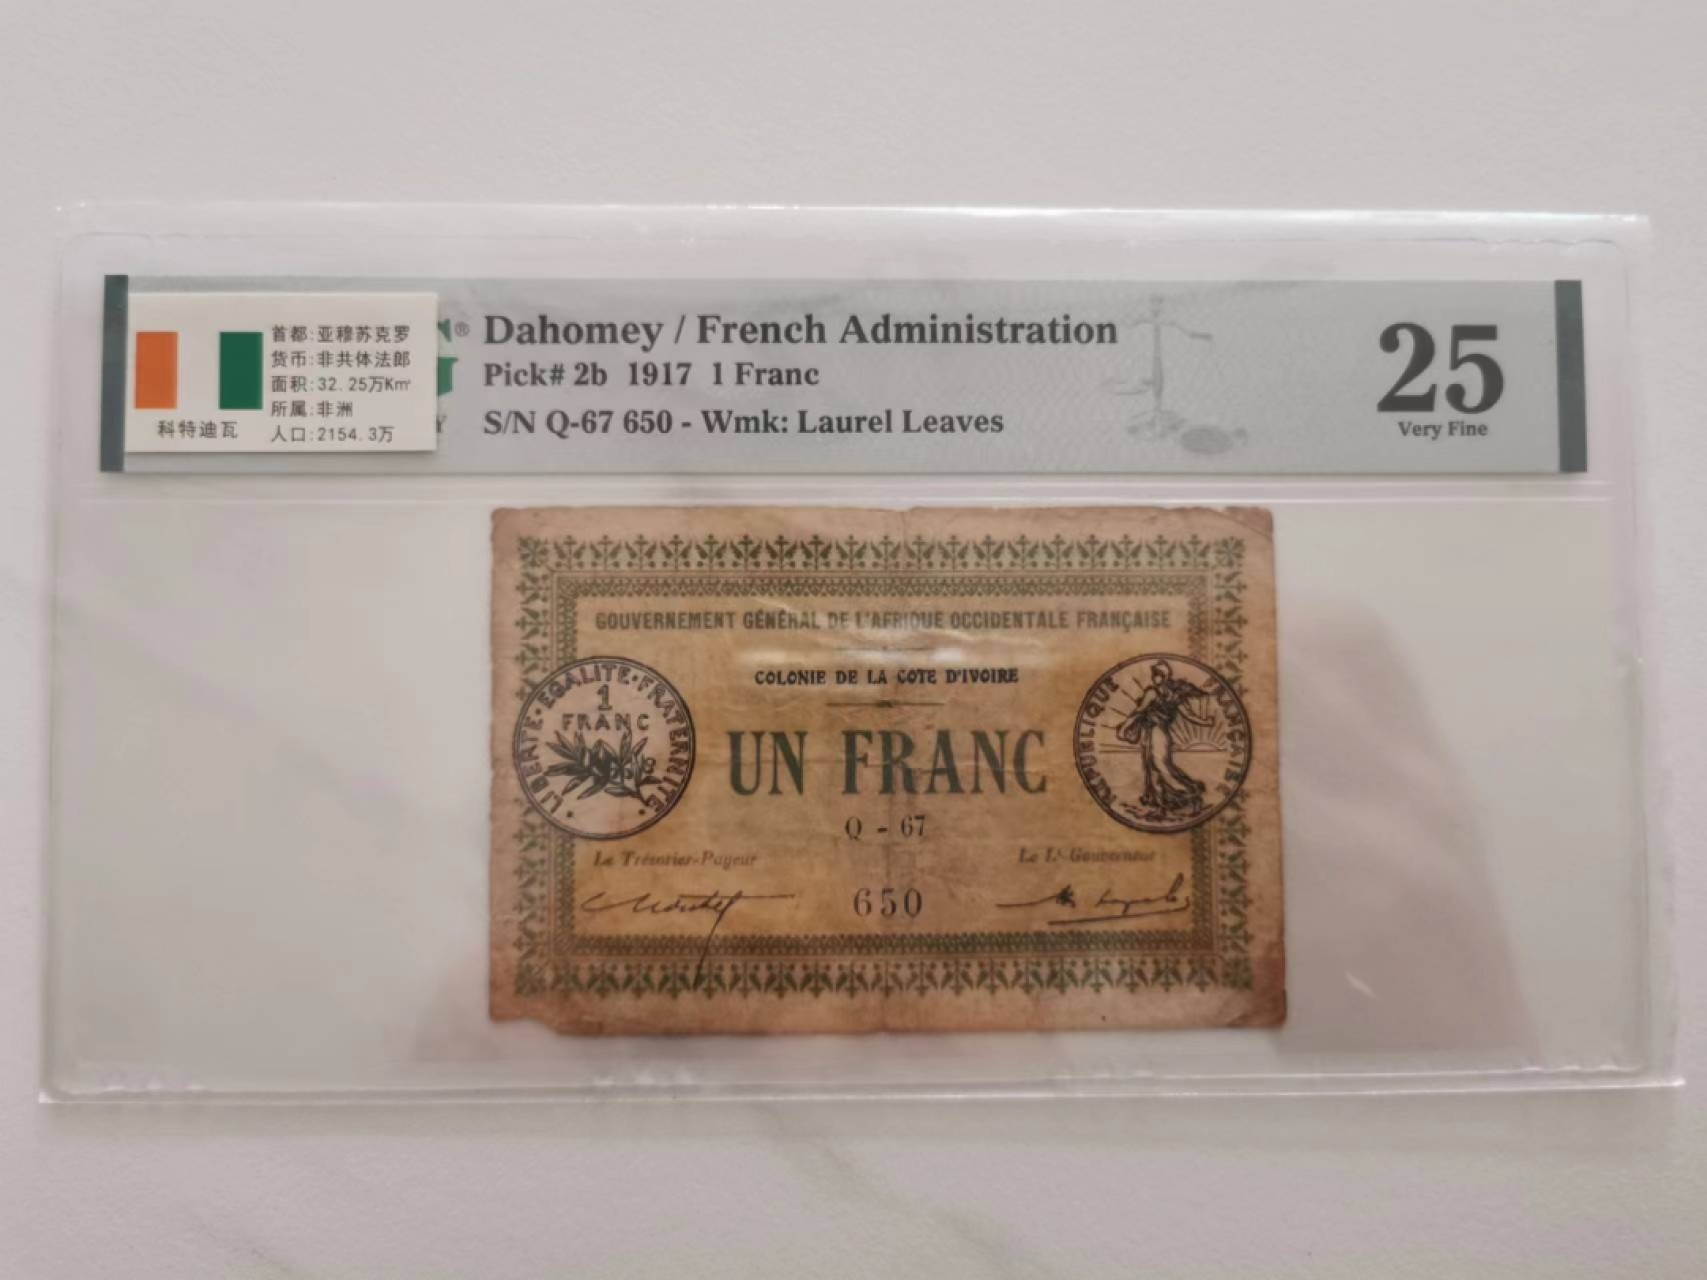 首都:亚穆苏克罗
货币:非共体法郎
面积:32.25万Km²
所属:非洲
人口:2154.3万
科特迪瓦
N®
Y
Dahomey / French Administration
Pick# 2b 1917 1 Franc
S/N Q-67 650 - Wmk: Laurel Leaves
25
Very Fine
GOUVERNEMENT GÉNÉRAL DE L'AFRIQUE OCCIDENTALE FRANÇAISE
COLONIE DE LA COTE D'IVOIRE
LIBERTE·EGALITE·FRATERNITE·
1
FRANC
REPUBLIQUE FRANÇAISE
UN FRANC
Q - 67
Le Trésorier-Payeur
Le Lt-Gouverneur
650